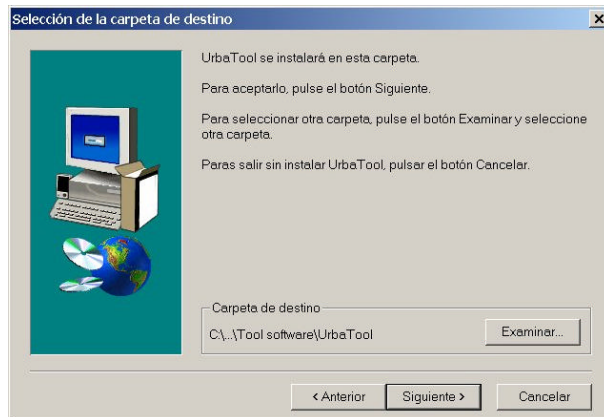 Selección de la carpeta de destino
UrbaTool se instalará en esta carpeta.
Para aceptarlo, pulse el botón Siguiente.
Para seleccionar otra carpeta, pulse el botón Examinar y seleccione
otra carpeta.
Paras salir sin instalar UrbaTool, pulsar el botón Cancelar.
Carpeta de destino
C:\..\Tool software\UrbaTool
Examinar...
< Anterior
Siguiente >
Cancelar